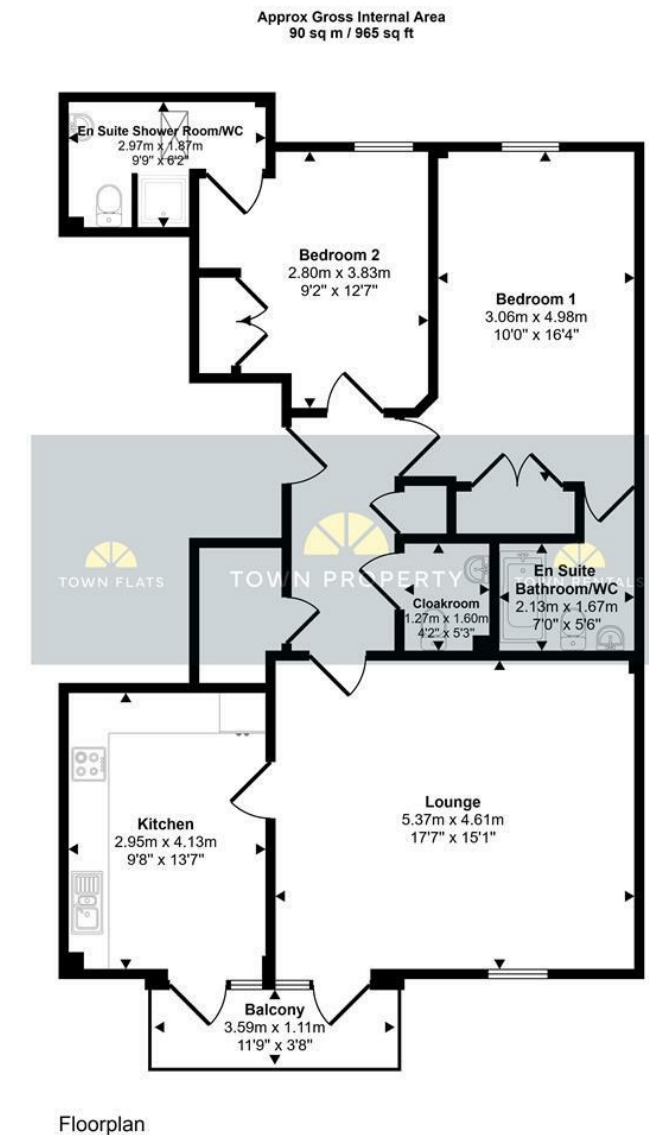 Approx Gross Internal Area
90 sq m / 965 sq ft
En Suite Shower Room/WC
2.97m x 1.87m
9'9" x 6'2"
Bedroom 2
2.80m x 3.83m
9'2" x 12'7"
Bedroom 1
3.06m x 4.98m
10'0" x 16'4"
TOWN FLATS
TOWN PROPERTY
TOWN RENTALS
Cloakroom
1.27m x 1.60m
4'2" x 5'3"
En Suite
Bathroom/WC
2.13m x 1.67m
7'0" x 5'6"
Lounge
5.37m x 4.61m
17'7" x 15'1"
Kitchen
2.95m x 4.13m
9'8" x 13'7"
Balcony
3.59m x 1.11m
11'9" x 3'8"
Floorplan